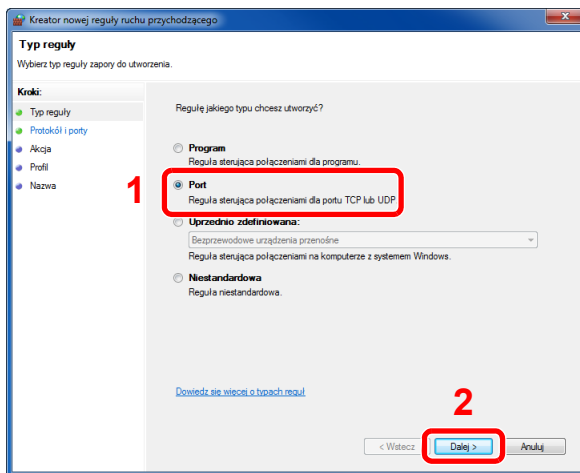 Kreator nowej reguły ruchu przychodzącego
Typ reguły
Wybierz typ reguły zapory do utworzenia.
Kroki:
Typ reguły
Protokół i porty
Akcja
Profil
Nazwa
Regułę jakiego typu chcesz utworzyć?
Program
Reguła sterująca połączeniami dla programu.
1
Port
Reguła sterująca połączeniami dla portu TCP lub UDP
Uprzednio zdefiniowana:
Bezprzewodowe urządzenia przenośne
Reguła sterująca połączeniami na komputerze z systemem Windows.
Niestandardowa
Reguła niestandardowa.
Dowiedz się więcej o typach reguł
2
< Wstecz
Dalej >
Anuluj